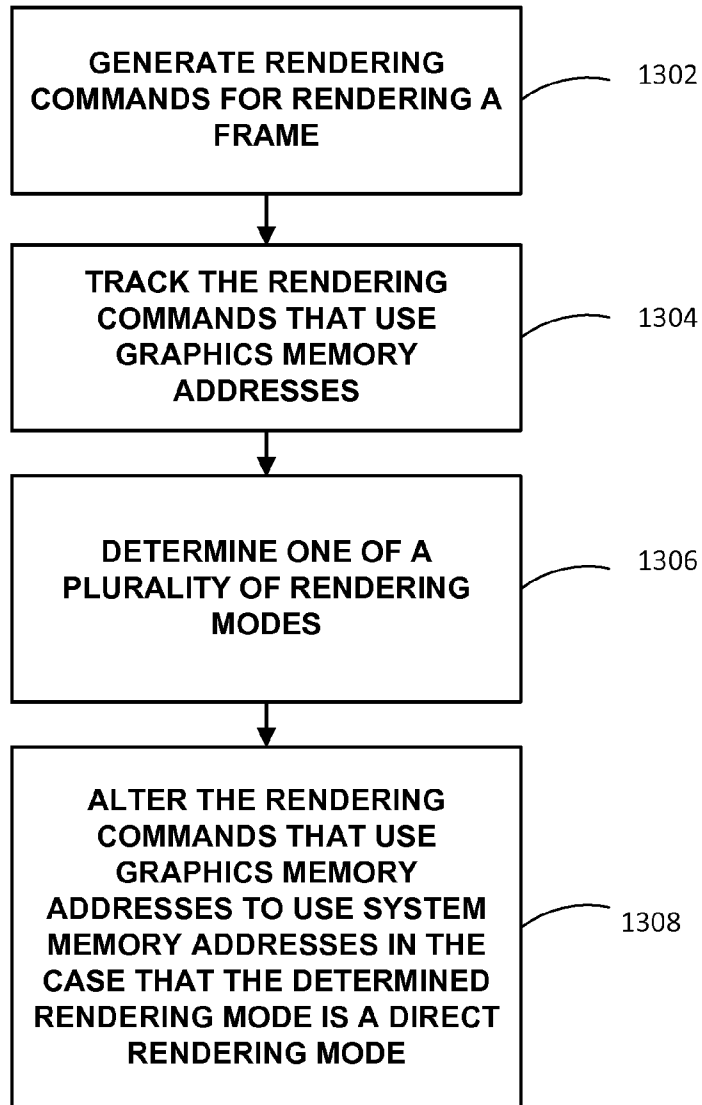 GENERATE RENDERING
COMMANDS FOR RENDERING A
FRAME
1302
TRACK THE RENDERING
COMMANDS THAT USE
GRAPHICS MEMORY
ADDRESSES
1304
DETERMINE ONE OF A
PLURALITY OF RENDERING
MODES
1306
ALTER THE RENDERING
COMMANDS THAT USE
GRAPHICS MEMORY
ADDRESSES TO USE SYSTEM
MEMORY ADDRESSES IN THE
CASE THAT THE DETERMINED
RENDERING MODE IS A DIRECT
RENDERING MODE
1308